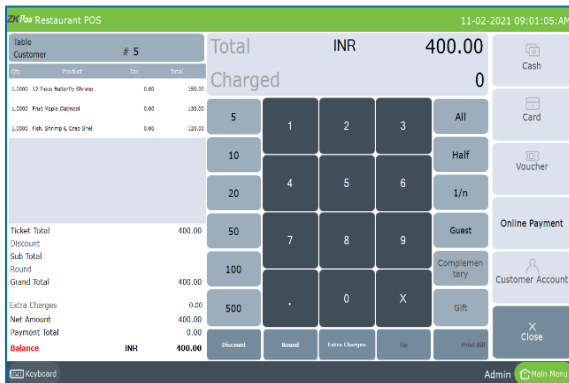 ZKPos Restaurant POS
11-02-2021 09:01:05 AM
Table
Customer
# 5
Qty Product Tax Total
1.0000 12 Piece Butterfly Shrimp 0.00 150.00
1.0000 Fruit Maple Oatmeal 0.00 130.00
1.0000 Fish, Shrimp & Crab Shel 0.00 120.00
Ticket Total 400.00
Discount
Sub Total
Round
Grand Total 400.00
Extra Charges 0.00
Net Amount 400.00
Payment Total 0.00
Balance INR 400.00
Total INR 400.00
Charged 0
5 1 2 3 All
10 Half
20 4 5 6 1/n
50 7 8 9 Guest
100 Complemen
tary
500 . 0 X Gift
Discount Round Extra Charges Tip Print Bill
Cash
Card
Voucher
Online Payment
Customer Account
X
Close
Keyboard
Admin Main Menu